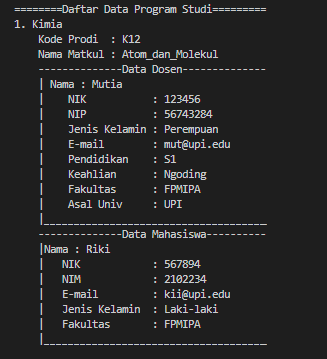 ========Daftar Data Program Studi=========
1. Kimia
Kode Prodi : K12
Nama Matkul : Atom_dan_Molekul
--------------Data Dosen--------------
| Nama : Mutia
| NIK : 123456
| NIP : 56743284
| Jenis Kelamin : Perempuan
| E-mail : mut@upi.edu
| Pendidikan : S1
| Keahlian : Ngoding
| Fakultas : FPMIPA
| Asal Univ : UPI
|_____________________________________
--------------Data Mahasiswa----------
|Nama : Riki
| NIK : 567894
| NIM : 2102234
| E-mail : kii@upi.edu
| Jenis Kelamin : Laki-laki
| Fakultas : FPMIPA
|_____________________________________